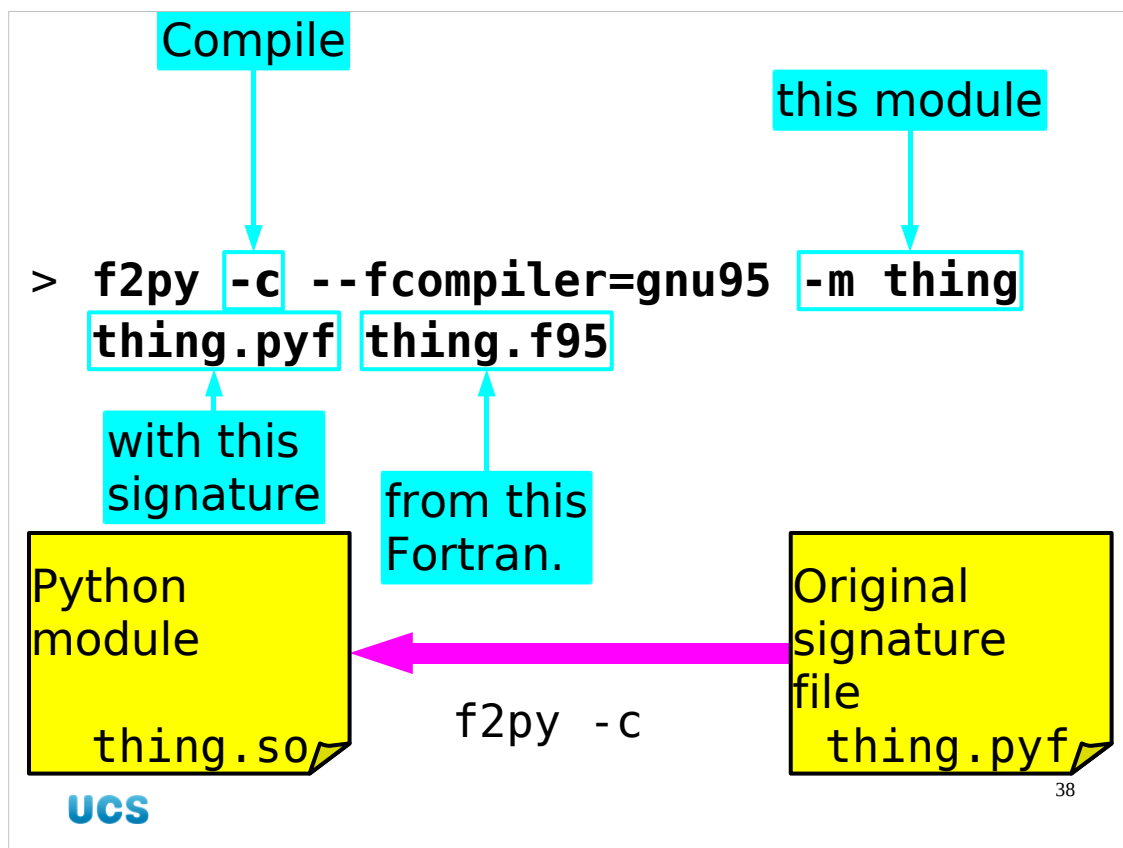 Compile
this module
> f2py -c --fcompiler=gnu95 -m thing
thing.pyf thing.f95
with this
signature
from this
Fortran.
Python
module
thing.so
f2py -c
Original
signature
file
thing.pyf
38
UCS